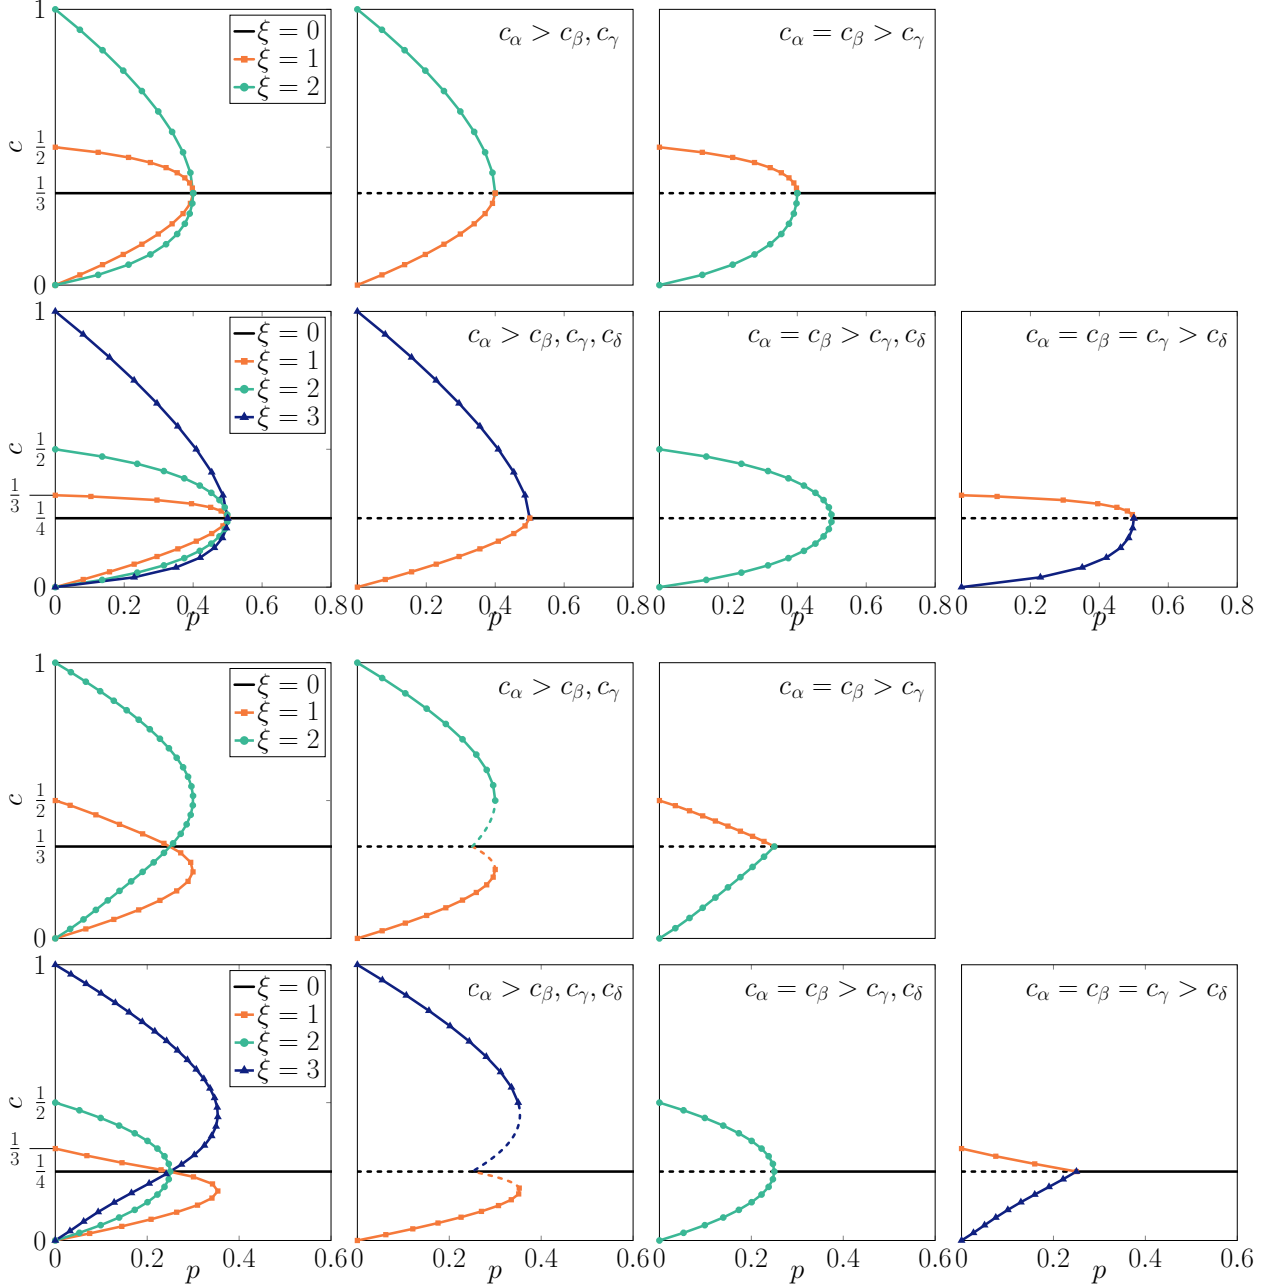 1
ξ = 0
ξ = 1
ξ = 2
c_α > c_β, c_γ
c_α = c_β > c_γ
c
1/2
1/3
0
1
ξ = 0
ξ = 1
ξ = 2
ξ = 3
c_α > c_β, c_γ, c_δ
c_α = c_β > c_γ, c_δ
c_α = c_β = c_γ > c_δ
c
1/2
1/3
1/4
0
0 0.2 0.4 0.6 0.8
0 0.2 0.4 0.6 0.8
0 0.2 0.4 0.6 0.8
0 0.2 0.4 0.6 0.8
p p p p
1
ξ = 0
ξ = 1
ξ = 2
c_α > c_β, c_γ
c_α = c_β > c_γ
c
1/2
1/3
0
1
ξ = 0
ξ = 1
ξ = 2
ξ = 3
c_α > c_β, c_γ, c_δ
c_α = c_β > c_γ, c_δ
c_α = c_β = c_γ > c_δ
c
1/2
1/3
1/4
0
0 0.2 0.4 0.6
0 0.2 0.4 0.6
0 0.2 0.4 0.6
0 0.2 0.4 0.6
p p p p